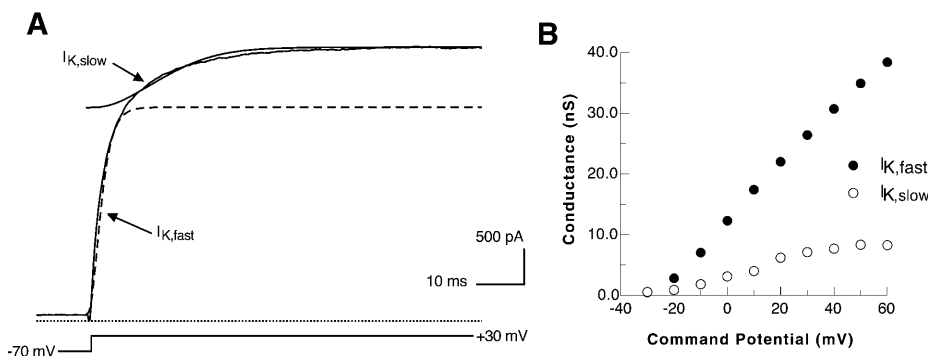 A
IK,slow
IK,fast
500 pA
10 ms
-70 mV
+30 mV
B
40.0
30.0
20.0
10.0
0.0
Conductance (nS)
-40 -20 0 20 40 60
Command Potential (mV)
IK,fast
IK,slow